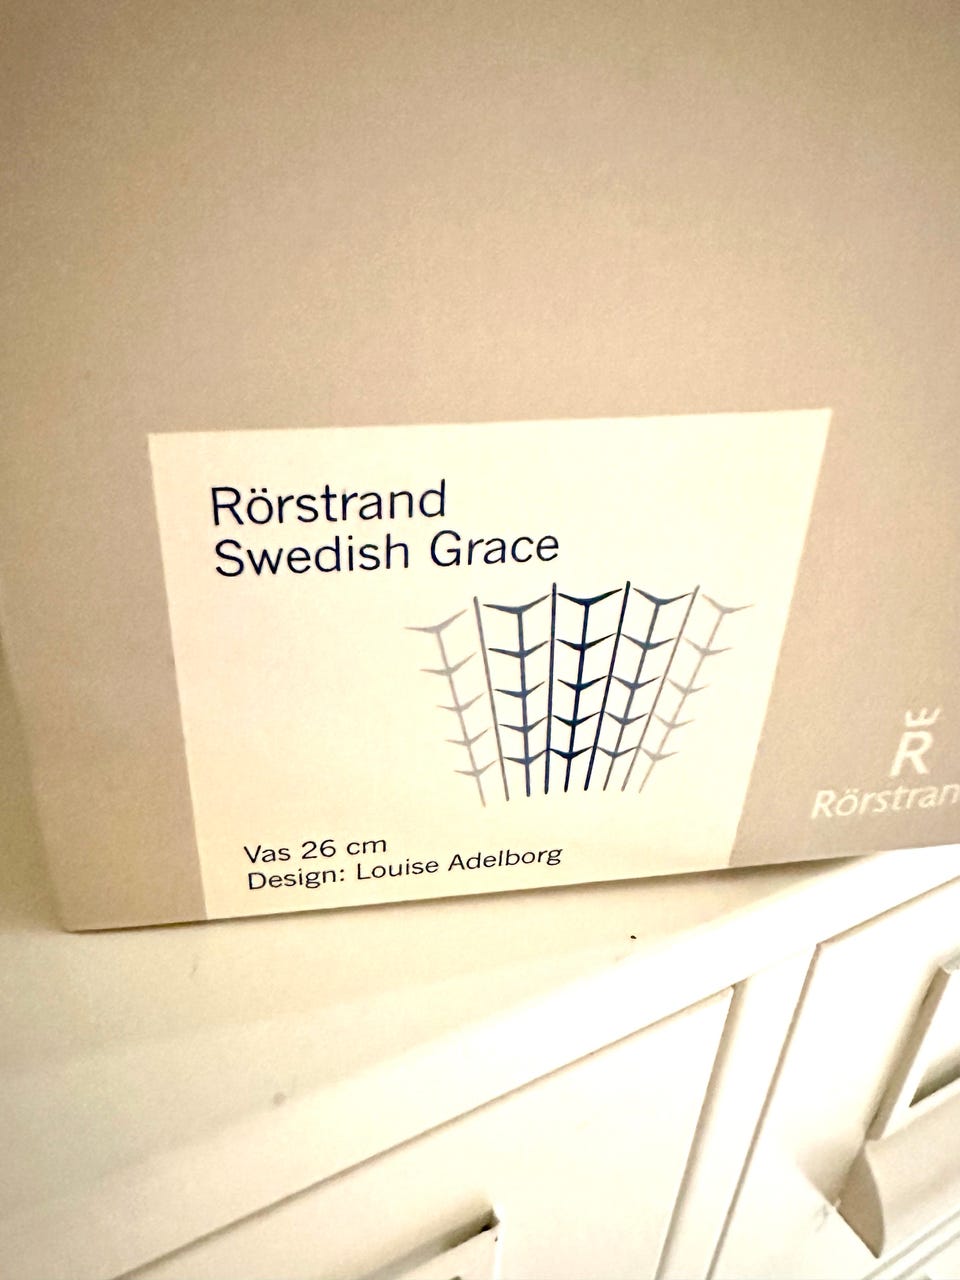 Rörstrand
Swedish Grace
Vas 26 cm
Design: Louise Adelborg
R
Rörstran